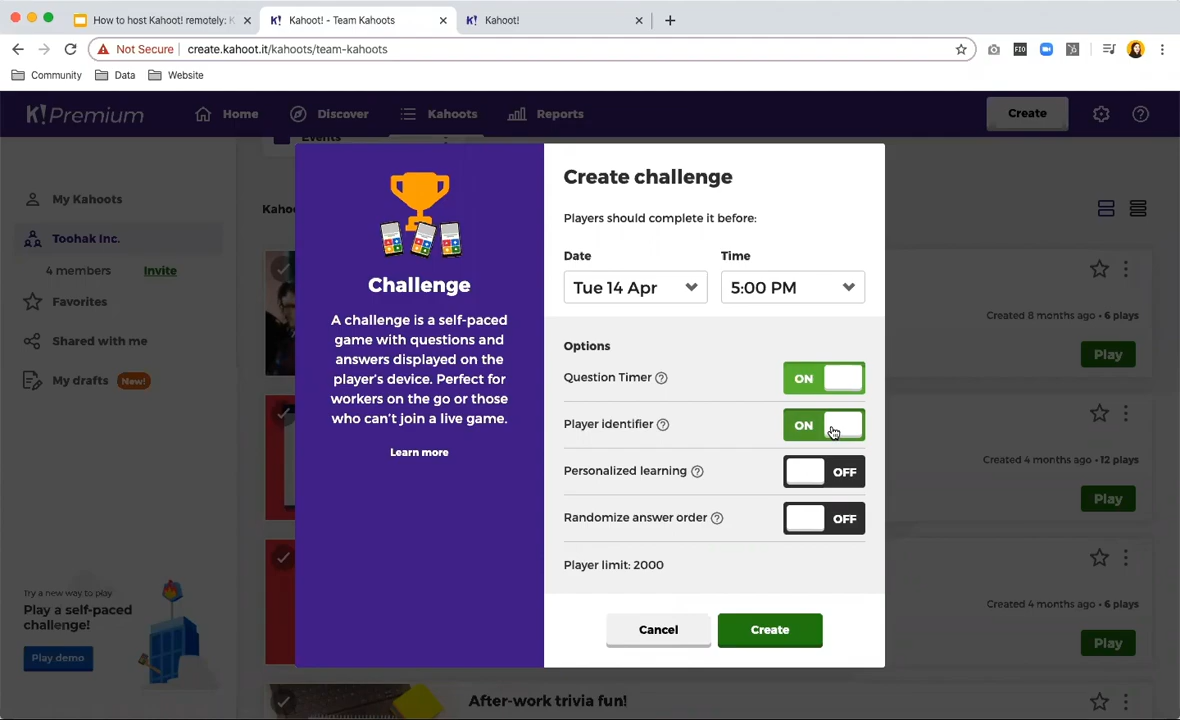 How to host Kahoot! remotely: K
K! Kahoot! - Team Kahoots
K! Kahoot!
Not Secure
create.kahoot.it/kahoots/team-kahoots
FIO
Community
Data
Website
K!Premium
Home
Discover
Kahoots
Reports
Create
Events
My Kahoots
Toohak Inc.
4 members
Invite
Favorites
Shared with me
My drafts
New!
Try a new way to play
Play a self-paced
challenge!
Play demo
Kahoo
Challenge
A challenge is a self-paced
game with questions and
answers displayed on the
player's device. Perfect for
workers on the go or those
who can't join a live game.
Learn more
Create challenge
Players should complete it before:
Date
Time
Tue 14 Apr
5:00 PM
Options
Question Timer
ON
Player identifier
ON
Personalized learning
OFF
Randomize answer order
OFF
Player limit: 2000
Cancel
Create
Created 8 months ago • 6 plays
Play
Created 4 months ago • 12 plays
Play
Created 4 months ago • 6 plays
Play
After-work trivia fun!